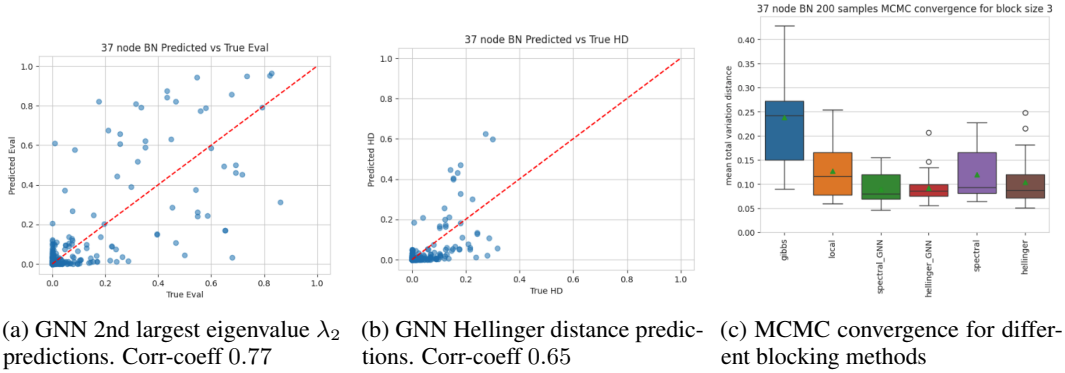 37 node BN Predicted vs True Eval
1.0
0.8
0.6
0.4
0.2
0.0
Predicted Eval
0.0 0.2 0.4 0.6 0.8 1.0
True Eval
(a) GNN 2nd largest eigenvalue λ₂
predictions. Corr-coeff 0.77
37 node BN Predicted vs True HD
1.0
0.8
0.6
0.4
0.2
0.0
Predicted HD
0.0 0.2 0.4 0.6 0.8 1.0
True HD
(b) GNN Hellinger distance predic-
tions. Corr-coeff 0.65
37 node BN 200 samples MCMC convergence for block size 3
0.40
0.35
0.30
0.25
0.20
0.15
0.10
0.05
0.00
mean total variation distance
gibbs
local
spectral_GNN
hellinger_GNN
spectral
hellinger
(c) MCMC convergence for differ-
ent blocking methods